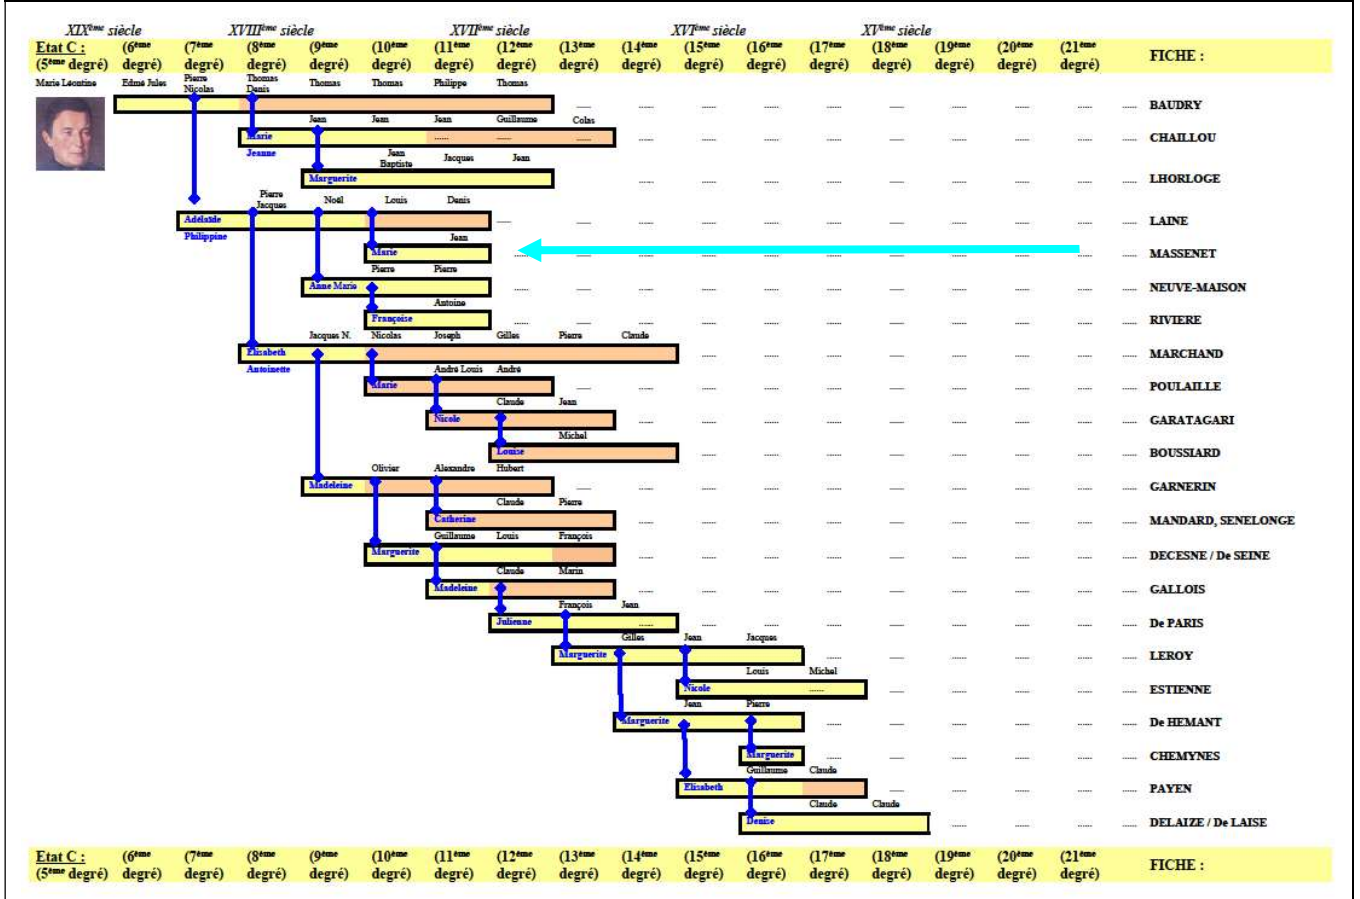 XIXème siècle XVIIIème siècle XVIIème siècle XVIème siècle XVème siècle
Etat C : (6ème (7ème (8ème (9ème (10ème (11ème (12ème (13ème (14ème (15ème (16ème (17ème (18ème (19ème (20ème (21ème FICHE :
(5ème degré) degré) degré) degré) degré) degré) degré) degré) degré) degré) degré) degré) degré) degré) degré) degré) degré)
Marie Léontine Edmé Jules Pierre Nicolas Thomas Denis Thomas Thomas Philippe Thomas
...... ...... ...... ...... ...... ...... ...... ...... ...... ...... BAUDRY
Jean Jean Jean Guillaume Colas
Marie ...... ...... ...... ...... ...... ...... ...... ...... ...... ...... ...... ...... CHAILLOU
Jeanne
Jean Baptiste Jacques Jean
Marguerite ...... ...... ...... ...... ...... ...... ...... ...... ...... LHORLOGE
Pierre Jacques Noël Louis Denis
Adélaïde ...... ...... ...... ...... ...... ...... ...... ...... ...... ...... ...... LAINE
Philippine
Jean
Marie ...... ...... ...... ...... ...... ...... ...... ...... ...... ...... ...... MASSENET
Pierre Pierre
Anne Marie ...... ...... ...... ...... ...... ...... ...... ...... ...... ...... ...... NEUVE-MAISON
Antoine
Françoise ...... ...... ...... ...... ...... ...... ...... ...... ...... ...... ...... RIVIERE
Jacques N. Nicolas Joseph Gilles Pierre Claude
Elisabeth ...... ...... ...... ...... ...... ...... ...... ...... MARCHAND
Antoinette
André Louis André
Marie ...... ...... ...... ...... ...... ...... ...... ...... ...... ...... POULAILLE
Claude Jean
Nicole ...... ...... ...... ...... ...... ...... ...... ...... ...... GARATAGARI
Michel
Louise ...... ...... ...... ...... ...... ...... ...... ...... BOUSSIARD
Olivier Alexandre Hubert
Madeleine ...... ...... ...... ...... ...... ...... ...... ...... ...... ...... GARNERIN
Claude Pierre
Catherine ...... ...... ...... ...... ...... ...... ...... ...... ...... MANDARD, SENELONGE
Guillaume Louis François
Marguerite ...... ...... ...... ...... ...... ...... ...... ...... ...... DECESNE / De SEINE
Claude Marin
Madeleine ...... ...... ...... ...... ...... ...... ...... ...... ...... GALLOIS
François Jean
Julienne ...... ...... ...... ...... ...... ...... ...... ...... ...... De PARIS
Gilles Jean Jacques
Marguerite ...... ...... ...... ...... ...... ...... LEROY
Louis Michel
Nicole ...... ...... ...... ...... ...... ...... ESTIENNE
Jean Pierre
Marguerite ...... ...... ...... ...... ...... ...... De HEMANT
Marguerite ...... ...... ...... ...... ...... ...... CHEMYNES
Guillaume Claude
Elisabeth ...... ...... ...... ...... ...... PAYEN
Claude Claude
Denise ...... ...... ...... ...... DELAIZE / De LAISE
Etat C : (6ème (7ème (8ème (9ème (10ème (11ème (12ème (13ème (14ème (15ème (16ème (17ème (18ème (19ème (20ème (21ème FICHE :
(5ème degré) degré) degré) degré) degré) degré) degré) degré) degré) degré) degré) degré) degré) degré) degré) degré) degré)